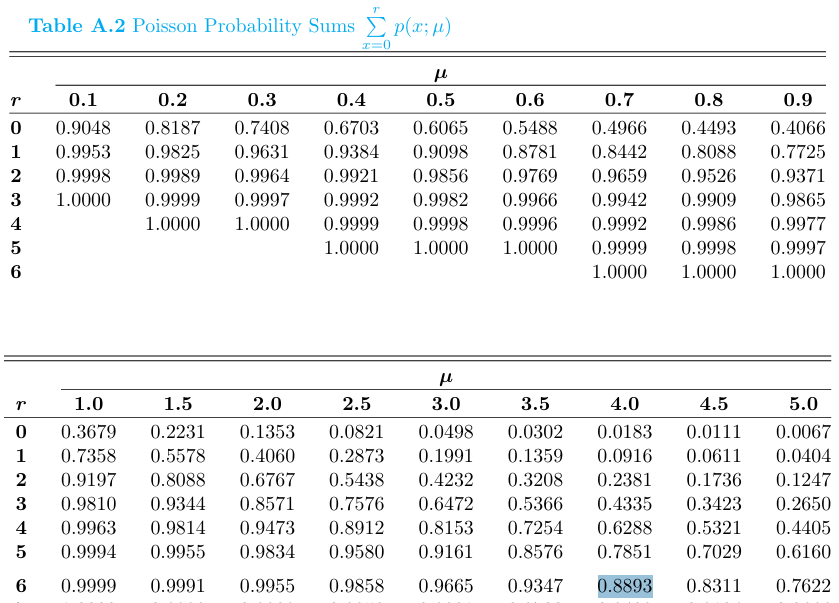 Table A.2 Poisson Probability Sums r∑x=0 p(x; μ)
μ
r 0.1 0.2 0.3 0.4 0.5 0.6 0.7 0.8 0.9
0 0.9048 0.8187 0.7408 0.6703 0.6065 0.5488 0.4966 0.4493 0.4066
1 0.9953 0.9825 0.9631 0.9384 0.9098 0.8781 0.8442 0.8088 0.7725
2 0.9998 0.9989 0.9964 0.9921 0.9856 0.9769 0.9659 0.9526 0.9371
3 1.0000 0.9999 0.9997 0.9992 0.9982 0.9966 0.9942 0.9909 0.9865
4 1.0000 1.0000 0.9999 0.9998 0.9996 0.9992 0.9986 0.9977
5 1.0000 1.0000 1.0000 0.9999 0.9998 0.9997
6 1.0000 1.0000 1.0000
μ
r 1.0 1.5 2.0 2.5 3.0 3.5 4.0 4.5 5.0
0 0.3679 0.2231 0.1353 0.0821 0.0498 0.0302 0.0183 0.0111 0.0067
1 0.7358 0.5578 0.4060 0.2873 0.1991 0.1359 0.0916 0.0611 0.0404
2 0.9197 0.8088 0.6767 0.5438 0.4232 0.3208 0.2381 0.1736 0.1247
3 0.9810 0.9344 0.8571 0.7576 0.6472 0.5366 0.4335 0.3423 0.2650
4 0.9963 0.9814 0.9473 0.8912 0.8153 0.7254 0.6288 0.5321 0.4405
5 0.9994 0.9955 0.9834 0.9580 0.9161 0.8576 0.7851 0.7029 0.6160
6 0.9999 0.9991 0.9955 0.9858 0.9665 0.9347 0.8893 0.8311 0.7622